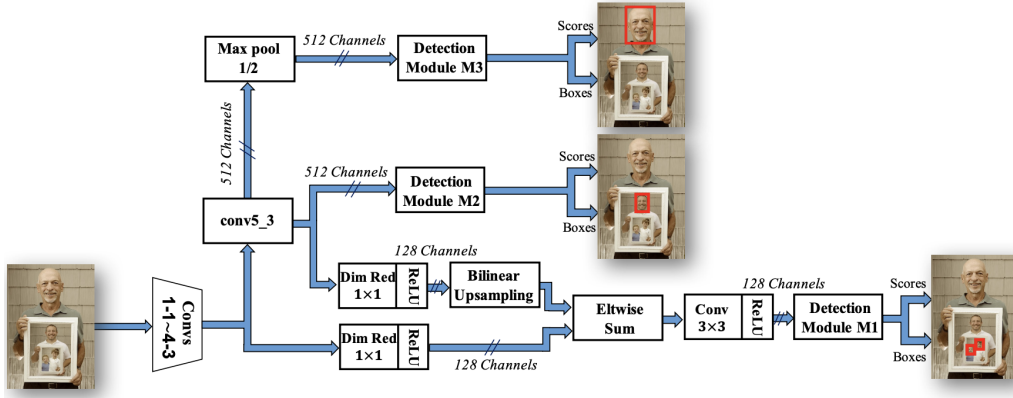 512 Channels
Max pool
1/2
Detection
Module M3
Scores
Boxes
512 Channels
512 Channels
conv5_3
Detection
Module M2
Scores
Boxes
128 Channels
Dim Red
1×1
ReLU
Bilinear
Upsampling
Convs
1-1~4-3
Dim Red
1×1
ReLU
128 Channels
Eltwise
Sum
Conv
3×3
ReLU
128 Channels
Detection
Module M1
Scores
Boxes